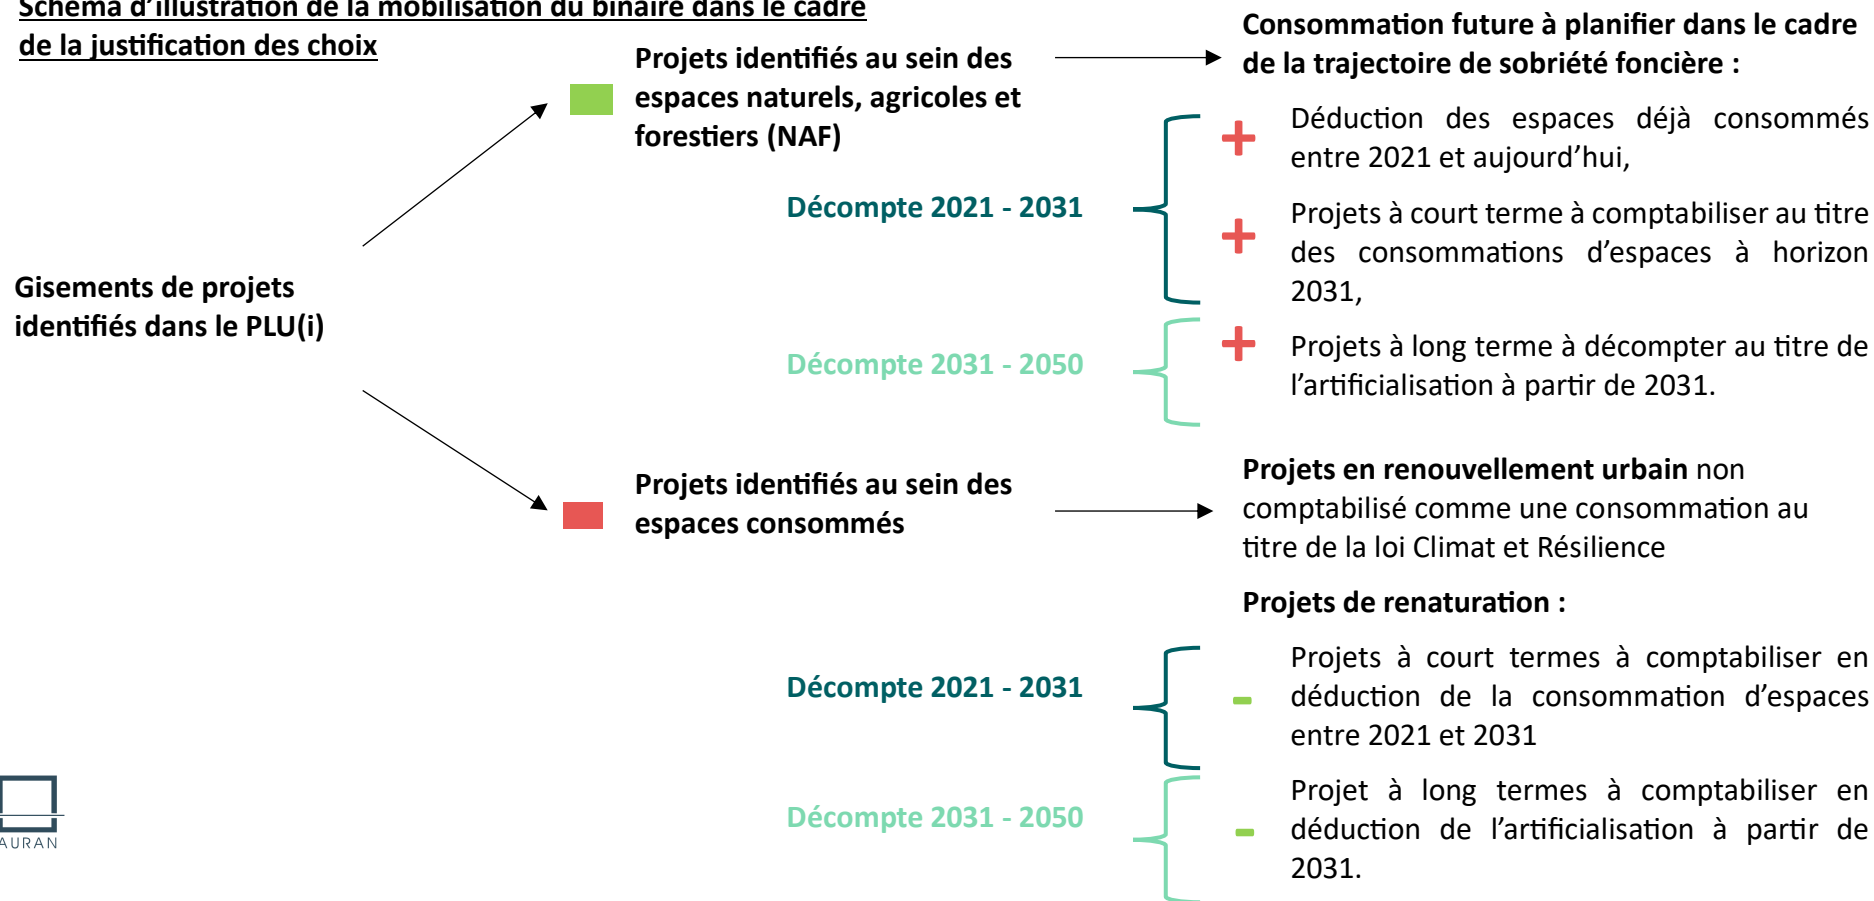 Schéma d’illustration de la mobilisation du binaire dans le cadre
de la justification des choix
Gisements de projets
identifiés dans le PLU(i)
Projets identifiés au sein des
espaces naturels, agricoles et
forestiers (NAF)
Consommation future à planifier dans le cadre
de la trajectoire de sobriété foncière :
Décompte 2021 - 2031
+
Déduction des espaces déjà consommés
entre 2021 et aujourd’hui,
+
Projets à court terme à comptabiliser au titre
des consommations d’espaces à horizon
2031,
Décompte 2031 - 2050
+
Projets à long terme à décompter au titre de
l’artificialisation à partir de 2031.
Projets identifiés au sein des
espaces consommés
Projets en renouvellement urbain non
comptabilisé comme une consommation au
titre de la loi Climat et Résilience
Projets de renaturation :
Décompte 2021 - 2031
-
Projets à court termes à comptabiliser en
déduction de la consommation d’espaces
entre 2021 et 2031
Décompte 2031 - 2050
-
Projet à long termes à comptabiliser en
déduction de l’artificialisation à partir de
2031.
AURAN